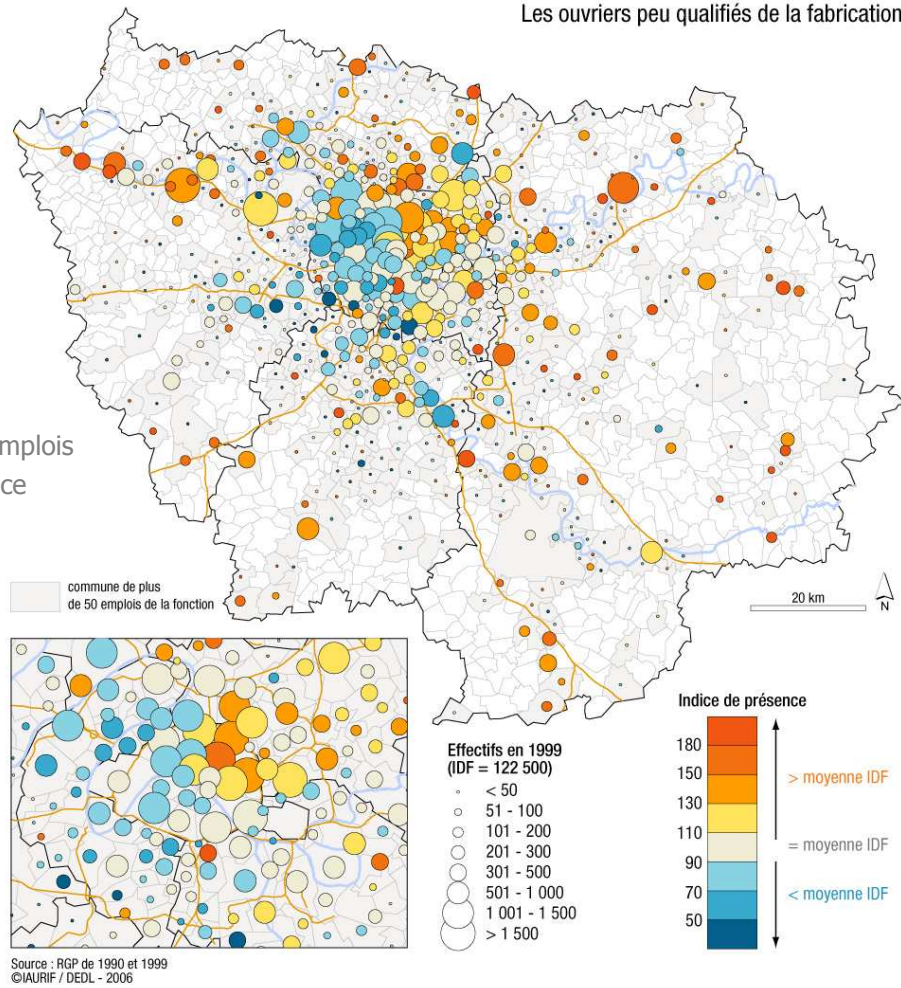 Les ouvriers peu qualifiés de la fabrication
mplois
ce
commune de plus
de 50 emplois de la fonction
20 km
N
Effectifs en 1999
(IDF = 122 500)
< 50
51 - 100
101 - 200
201 - 300
301 - 500
501 - 1 000
1 001 - 1 500
> 1 500
Indice de présence
180
150
130
110
90
70
50
> moyenne IDF
= moyenne IDF
< moyenne IDF
Source : RGP de 1990 et 1999
©IAURIF / DEDL - 2006